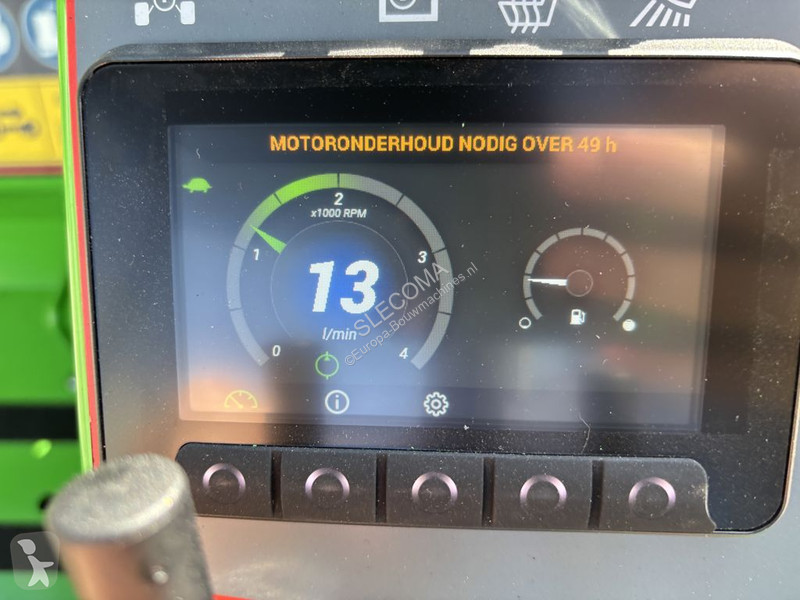 MOTORONDERHOUD NODIG OVER 49 h
2
x1000 RPM
1
3
13
l/min
0
4
SLECOMA
©Europa-Bouwmachines.nl